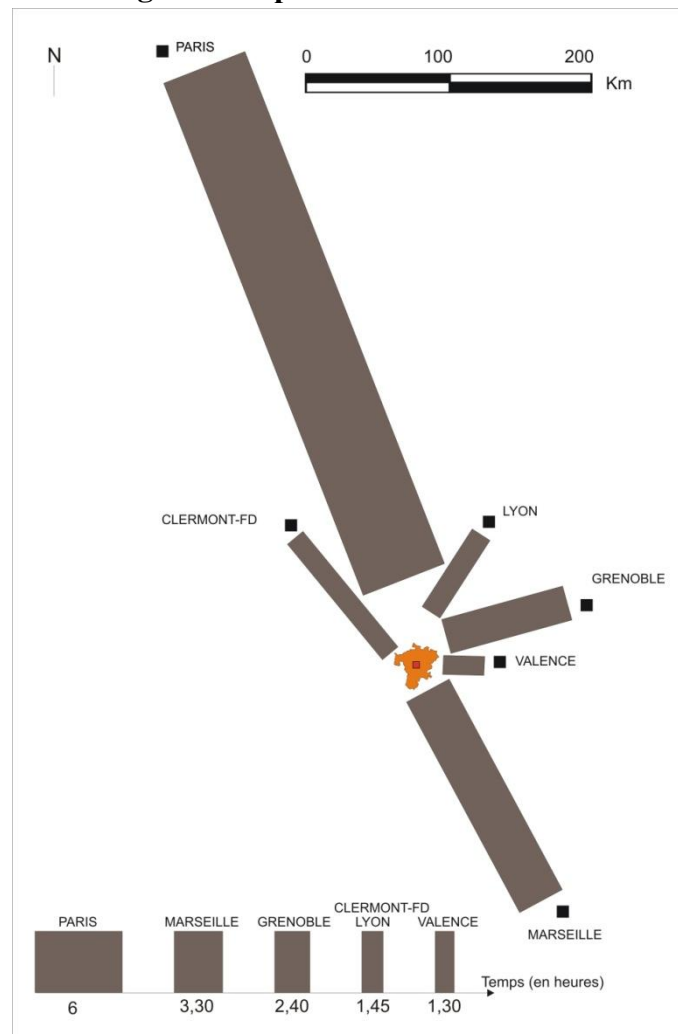 N
PARIS
0 100 200
Km
CLERMONT-FD
LYON
GRENOBLE
VALENCE
MARSEILLE
CLERMONT-FD
PARIS MARSEILLE GRENOBLE LYON VALENCE
Temps (en heures)
6 3,30 2,40 1,45 1,30